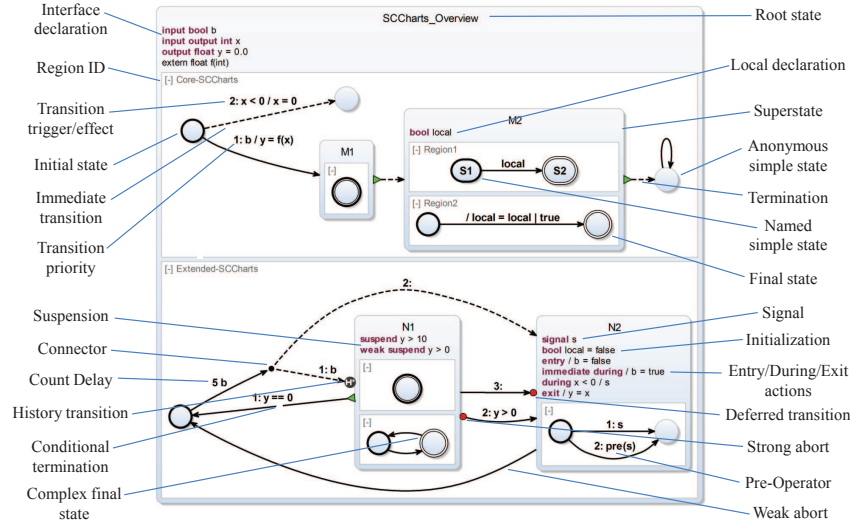 Interface
declaration
Region ID
Transition
trigger/effect
Initial state
Immediate
transition
Transition
priority
Suspension
Connector
Count Delay
History transition
Conditional
termination
Complex final
state
SCCharts_Overview
input bool b
input output int x
output float y = 0.0
extern float f(int)
[-] Core-SCCharts
2: x < 0 / x = 0
1: b / y = f(x)
M1
[-]
M2
bool local
[-] Region1
S1
local
S2
[-] Region2
/ local = local | true
[-] Extended-SCCharts
2:
5 b
1: b
H*
1: y == 0
N1
suspend y > 10
weak suspend y > 0
[-]
[-]
3:
2: y > 0
N2
signal s
bool local = false
entry / b = false
immediate during / b = true
during x < 0 / s
exit / y = x
[-]
1: s
2: pre(s)
Root state
Local declaration
Superstate
Anonymous
simple state
Termination
Named
simple state
Final state
Signal
Initialization
Entry/During/Exit
actions
Deferred transition
Strong abort
Pre-Operator
Weak abort